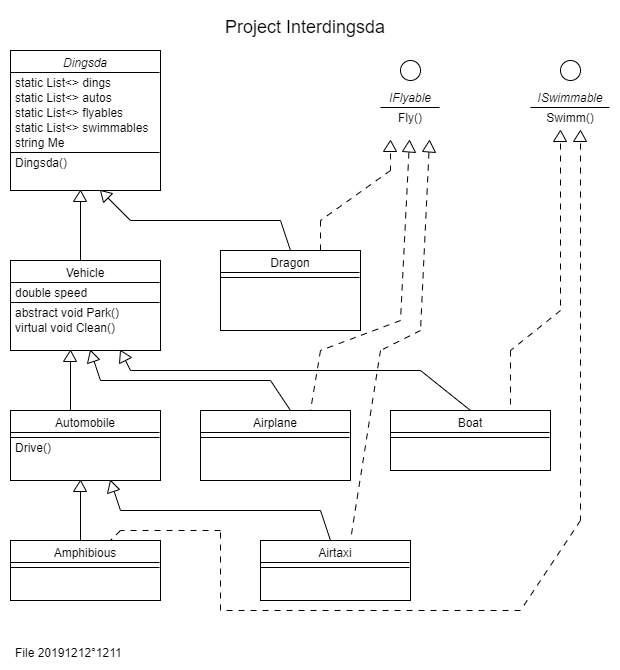 Project Interdingsda
Dingsda
static List<> dings
static List<> autos
static List<> flyables
static List<> swimmables
string Me
Dingsda()
IFlyable
Fly()
ISwimmable
Swimm()
Vehicle
double speed
abstract void Park()
virtual void Clean()
Dragon
Automobile
Drive()
Airplane
Boat
Amphibious
Airtaxi
File 20191212°1211